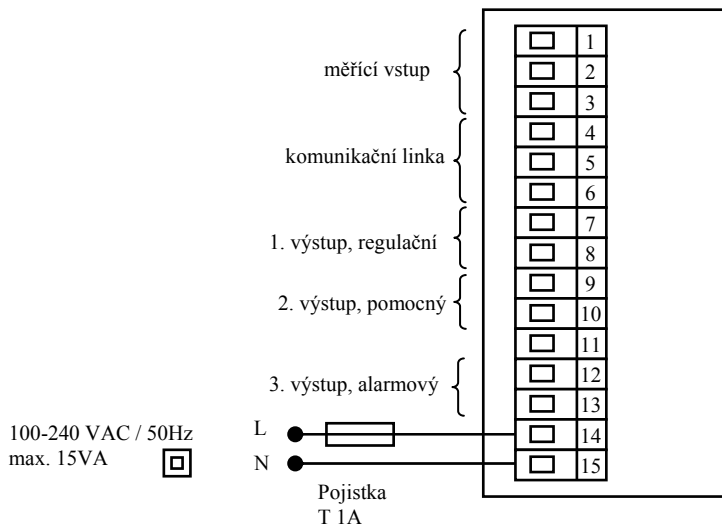 měřící vstup
komunikační linka
1. výstup, regulační
2. výstup, pomocný
3. výstup, alarmový
1
2
3
4
5
6
7
8
9
10
11
12
13
14
15
100-240 VAC / 50Hz
max. 15VA
L
N
Pojistka
T 1A